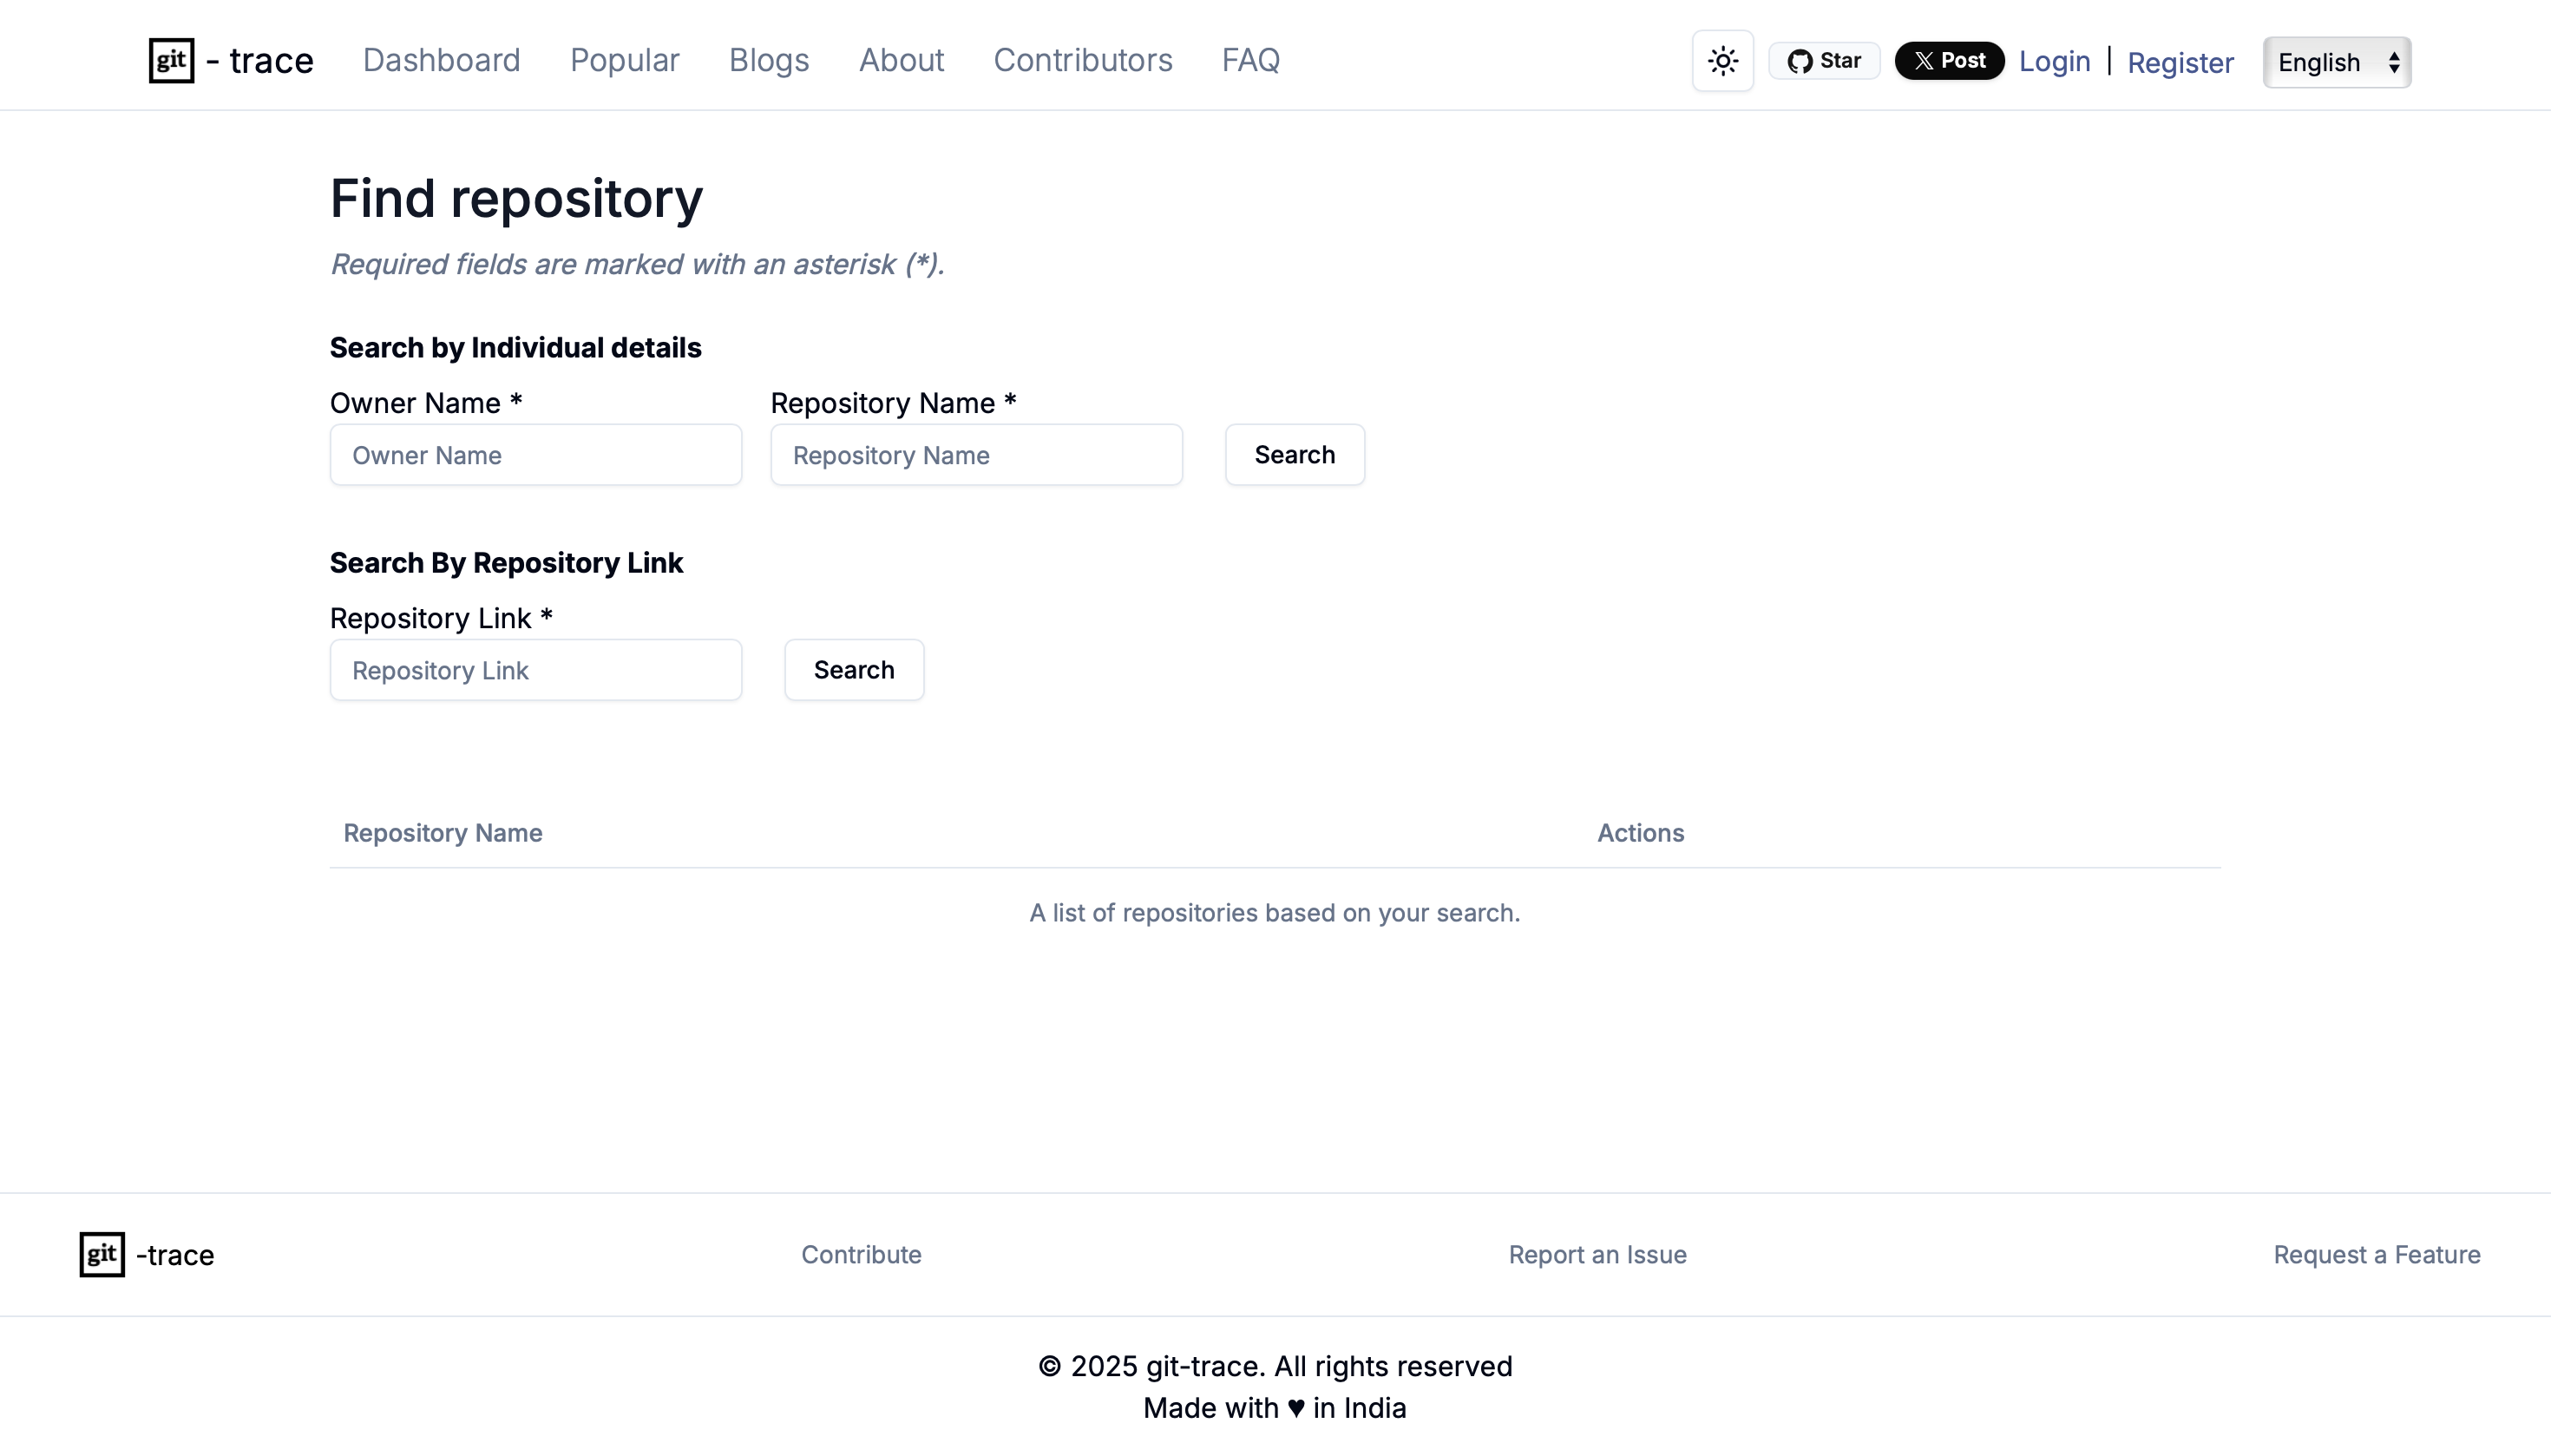 git - trace Dashboard Popular Blogs About Contributors FAQ Star Post Login | Register English
Find repository
Required fields are marked with an asterisk (*).
Search by Individual details
Owner Name * Repository Name *
Owner Name Repository Name Search
Search By Repository Link
Repository Link *
Repository Link Search
Repository Name Actions
A list of repositories based on your search.
git -trace Contribute Report an Issue Request a Feature
© 2025 git-trace. All rights reserved
Made with ♥ in India